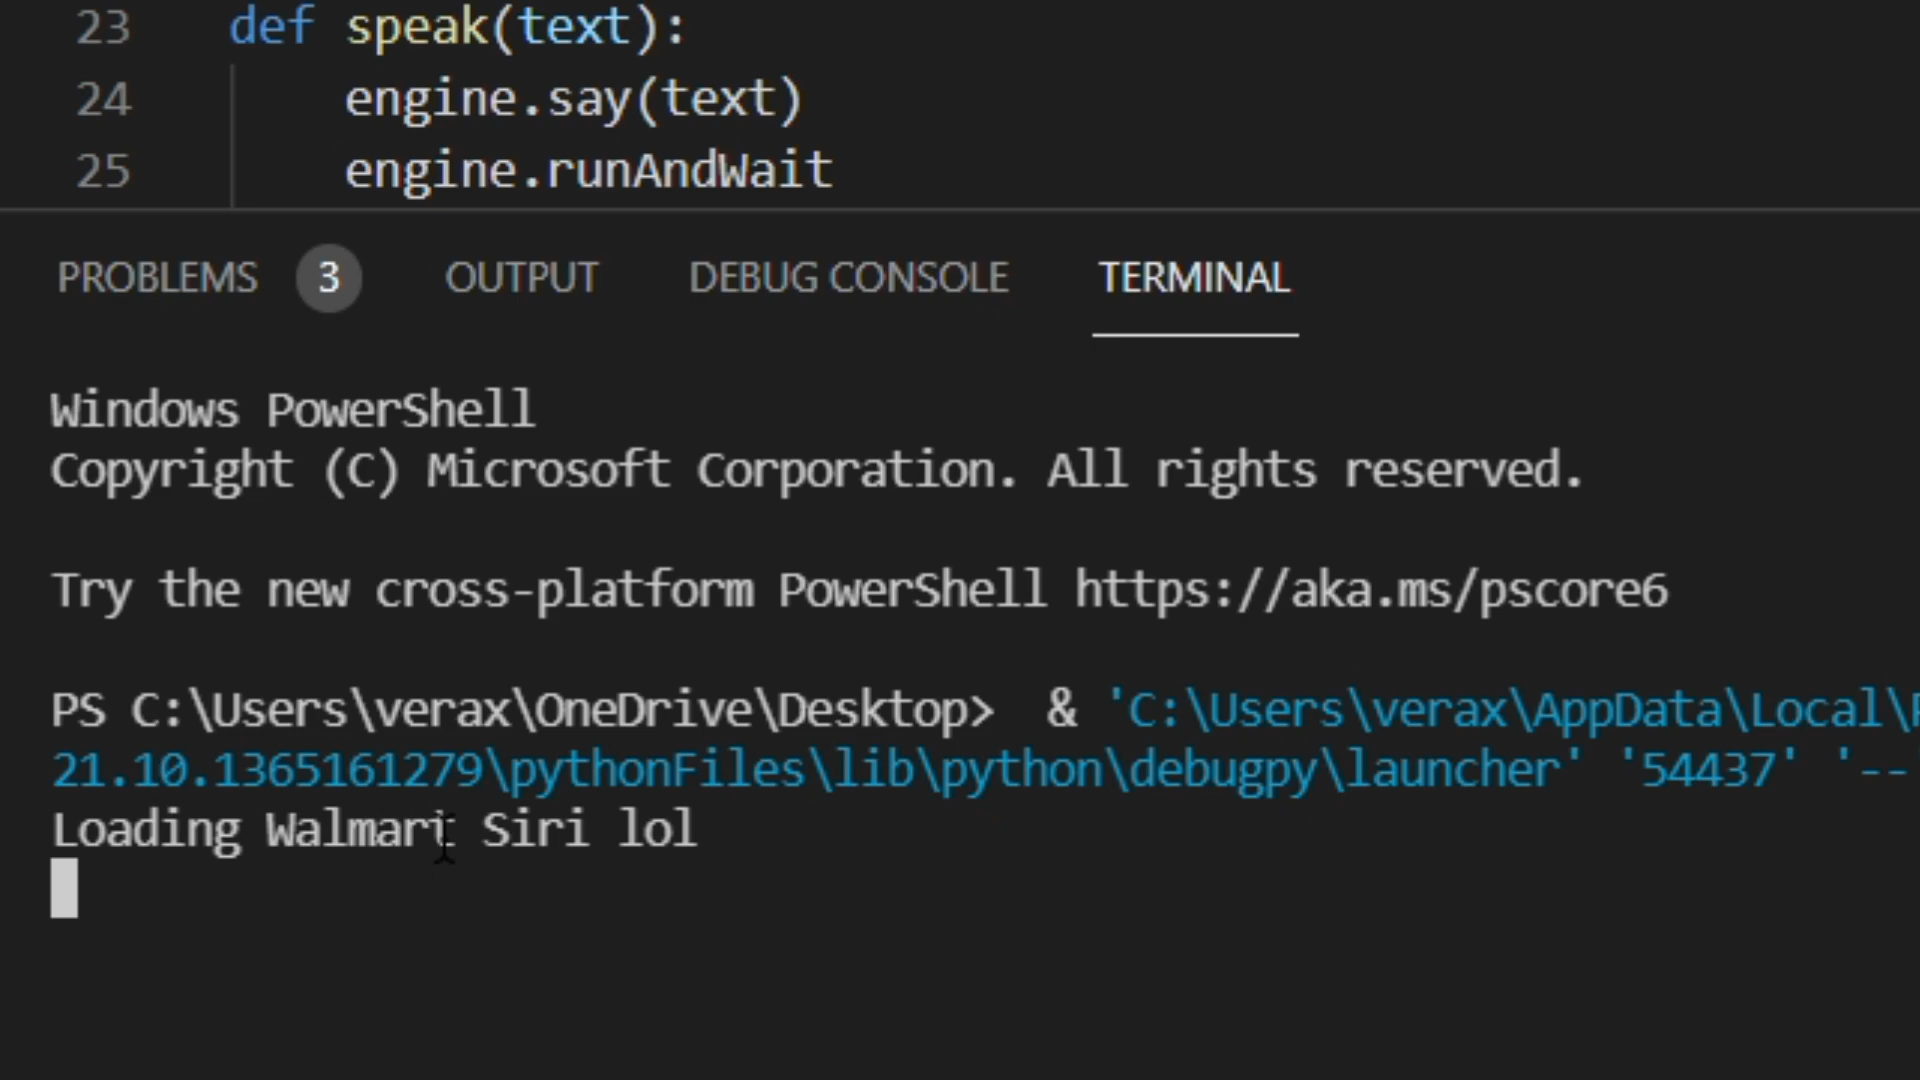 23 def speak(text):
24 engine.say(text)
25 engine.runAndWait
PROBLEMS 3 OUTPUT DEBUG CONSOLE TERMINAL
Windows PowerShell
Copyright (C) Microsoft Corporation. All rights reserved.
Try the new cross-platform PowerShell https://aka.ms/pscore6
PS C:\Users\verax\OneDrive\Desktop> & 'C:\Users\verax\AppData\Local\
21.10.1365161279\pythonFiles\lib\python\debugpy\launcher' '54437' '--
Loading Walmart Siri lol